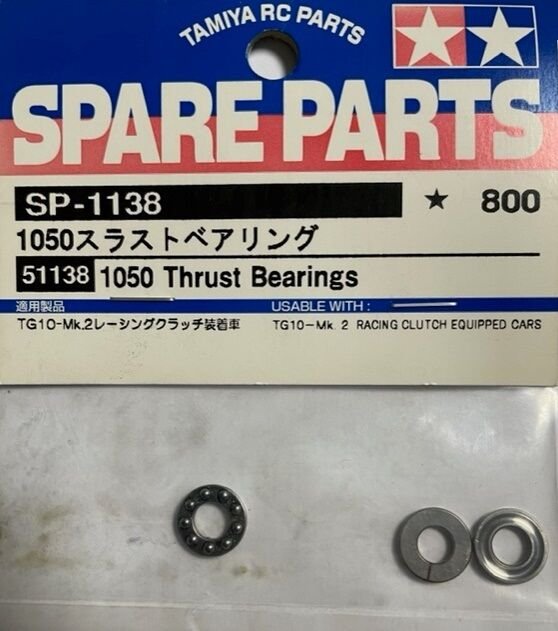 TAMIYA RC PARTS
SPARE PARTS
SP-1138 ★ 800
1050スラストベアリング
51138 1050 Thrust Bearings
適用製品 USABLE WITH :
TG10-Mk.2レーシングクラッチ装着車 TG10-Mk. 2 RACING CLUTCH EQUIPPED CARS